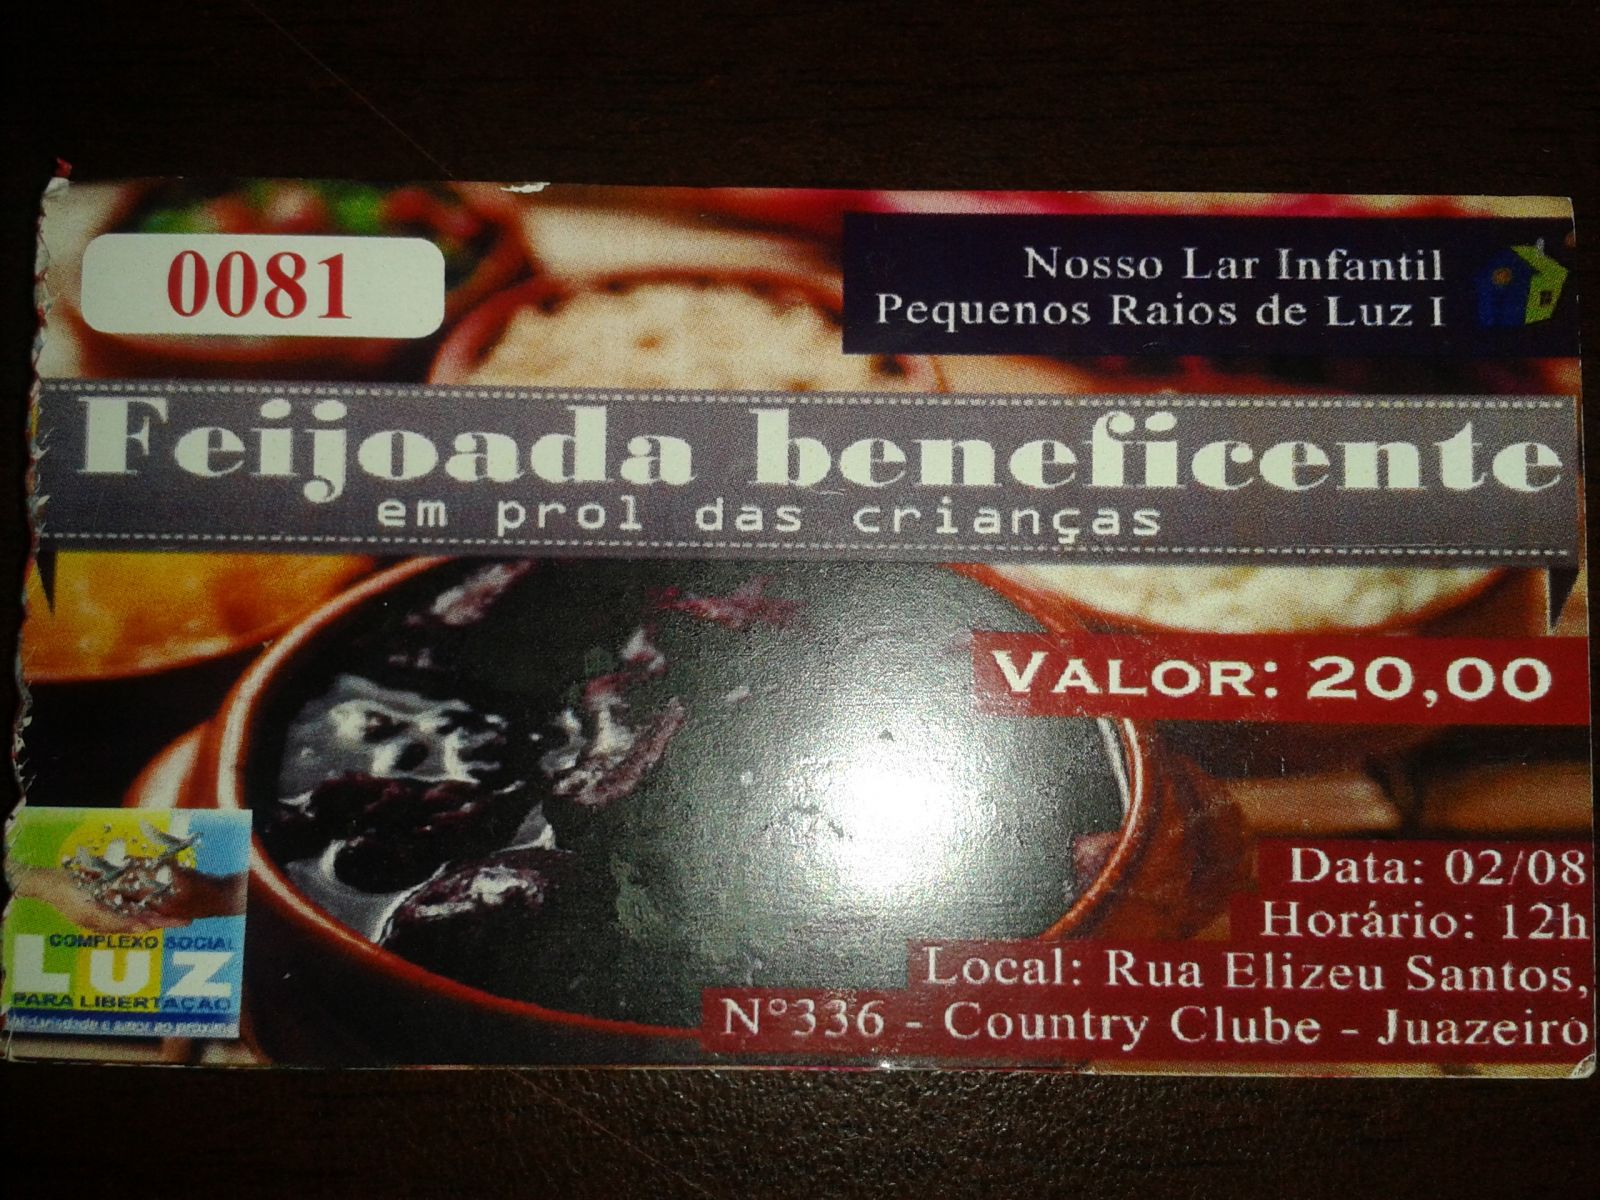 0081
Nosso Lar Infantil
Pequenos Raios de Luz I
Feijoada beneficente
em prol das crianças
VALOR: 20,00
Data: 02/08
Horário: 12h
Local: Rua Elizeu Santos,
N°336 - Country Clube - Juazeiro
COMPLEXO SOCIAL
LUZ
PARA LIBERTAÇÃO